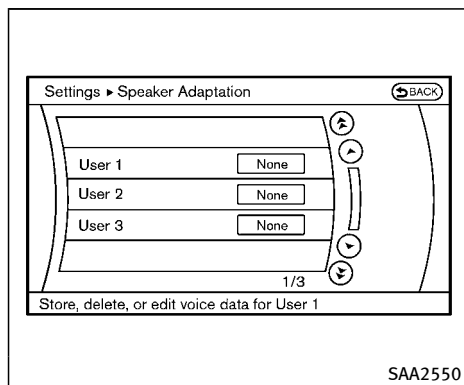 Settings ▸ Speaker Adaptation
BACK
User 1 None
User 2 None
User 3 None
1/3
Store, delete, or edit voice data for User 1
SAA2550